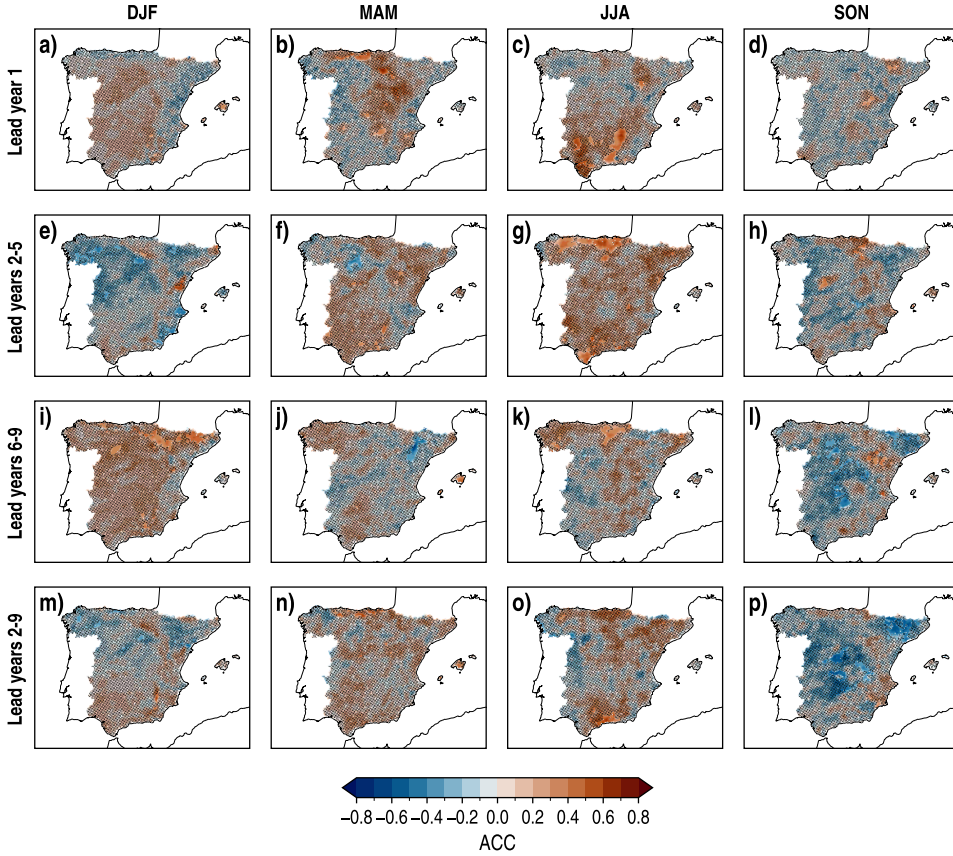 DJF MAM JJA SON
Lead year 1
a) b) c) d)
Lead years 2-5
e) f) g) h)
Lead years 6-9
i) j) k) l)
Lead years 2-9
m) n) o) p)
−0.8 −0.6 −0.4 −0.2 0.0 0.2 0.4 0.6 0.8
ACC